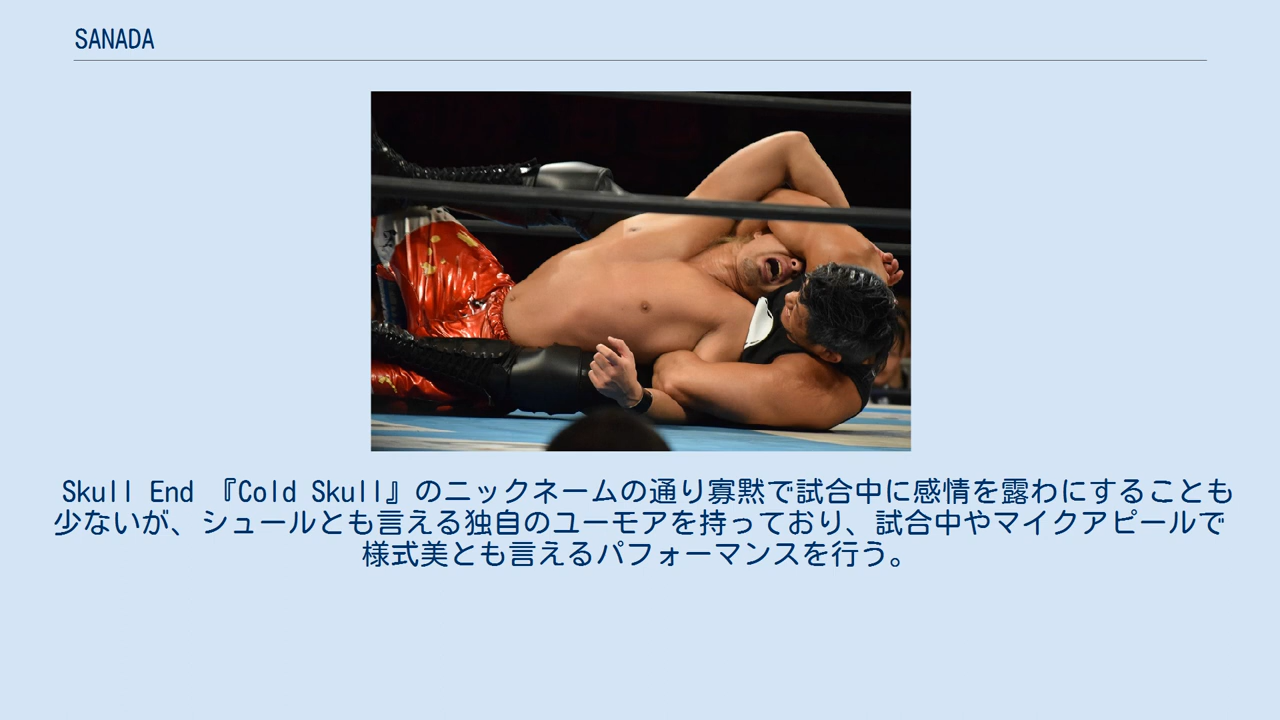 SANADA
Skull End 『Cold Skull』のニックネームの通り寡黙で試合中に感情を露わにすることも
少ないが、シュールとも言える独自のユーモアを持っており、試合中やマイクアピールで
様式美とも言えるパフォーマンスを行う。